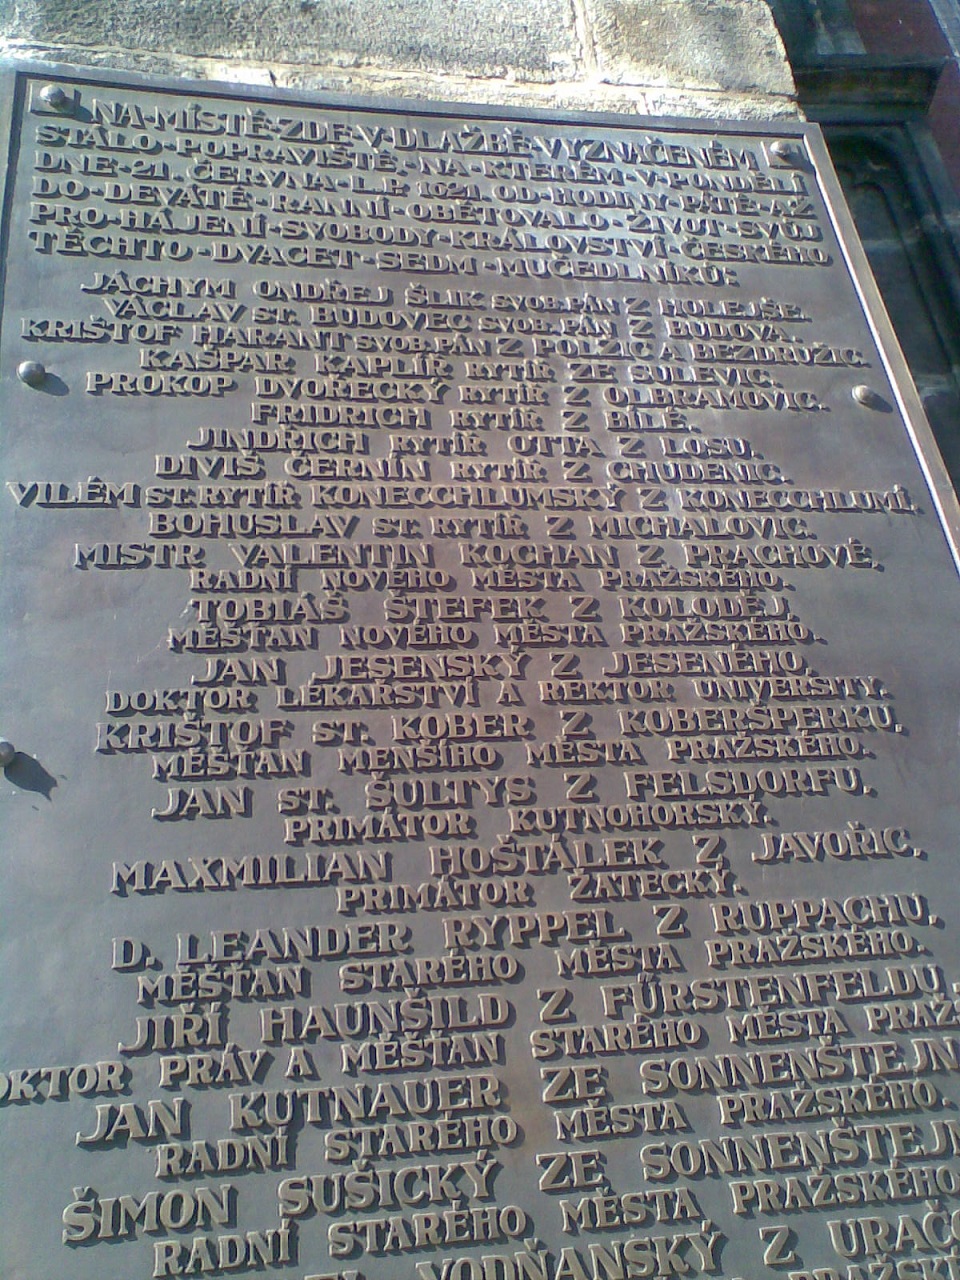 NA·MÍSTĚ·ZDE·V·DLAŽBĚ·VYZNAČENÉM
STÁLO·POPRAVIŠTĚ,·NA·KTERÉM·V·PONDĚLÍ
DNE·21.·ČERVNA·L.P.·1621·OD·HODINY·PÁTÉ·AŽ
DO·DEVÁTÉ·RANNÍ·OBĚTOVALO·ŽIVOT·SVŮJ
PRO·HÁJENÍ·SVOBODY·KRÁLOVSTVÍ·ČESKÉHO
TĚCHTO·DVACET·SEDM·MUČEDLNÍKŮ:
JÁCHYM ONDŘEJ ŠLIK SVOB.PÁN Z HOLEJŠE.
VÁCLAV ST. BUDOVEC SVOB.PÁN Z BUDOVA.
KRIŠTOF HARANT SVOB.PÁN Z POLŽIC A BEZDRUŽIC.
KAŠPAR KAPLÍŘ RYTÍŘ ZE SULEVIC.
PROKOP DVOŘECKÝ RYTÍŘ Z OLBRAMOVIC.
FRIDRICH RYTÍŘ Z BÍLÉ.
JINDŘICH RYTÍŘ OTTA Z LOSU.
DIVIŠ ČERNÍN RYTÍŘ Z CHUDENIC.
VILÉM ST.RYTÍŘ KONECCHLUMSKÝ Z KONECCHLUMÍ.
BOHUSLAV ST. RYTÍŘ Z MICHALOVIC.
MISTR VALENTIN KOCHAN Z PRACHOVÉ.
RADNÍ NOVÉHO MĚSTA PRAŽSKÉHO.
TOBIÁŠ ŠTEFEK Z KOLODĚJ.
MĚŠŤAN NOVÉHO MĚSTA PRAŽSKÉHO.
JAN JESENSKÝ Z JESENÉHO.
DOKTOR LÉKAŘSTVÍ A REKTOR UNIVERSITY.
KRIŠTOF ST. KOBER Z KOBERŠPERKU.
MĚŠŤAN MENŠÍHO MĚSTA PRAŽSKÉHO.
JAN ST. ŠULTYS Z FELSDORFU.
PRIMÁTOR KUTNOHORSKÝ.
MAXMILIAN HOŠŤÁLEK Z JAVOŘIC.
PRIMÁTOR ŽATECKÝ.
D. LEANDER RYPPEL Z RUPPACHU.
MĚŠŤAN STARÉHO MĚSTA PRAŽSKÉHO.
JIŘÍ HAUNŠILD Z FÜRSTENFELDU.
DOKTOR PRÁV A MĚŠŤAN STARÉHO MĚSTA PRAŽS
JAN KUTNAUER ZE SONNENŠTEJN
RADNÍ STARÉHO MĚSTA PRAŽSKÉHO.
ŠIMON SUŠICKÝ ZE SONNENŠTEJN
RADNÍ STARÉHO MĚSTA PRAŽSKÉHO
VODŇANSKÝ Z URAČ